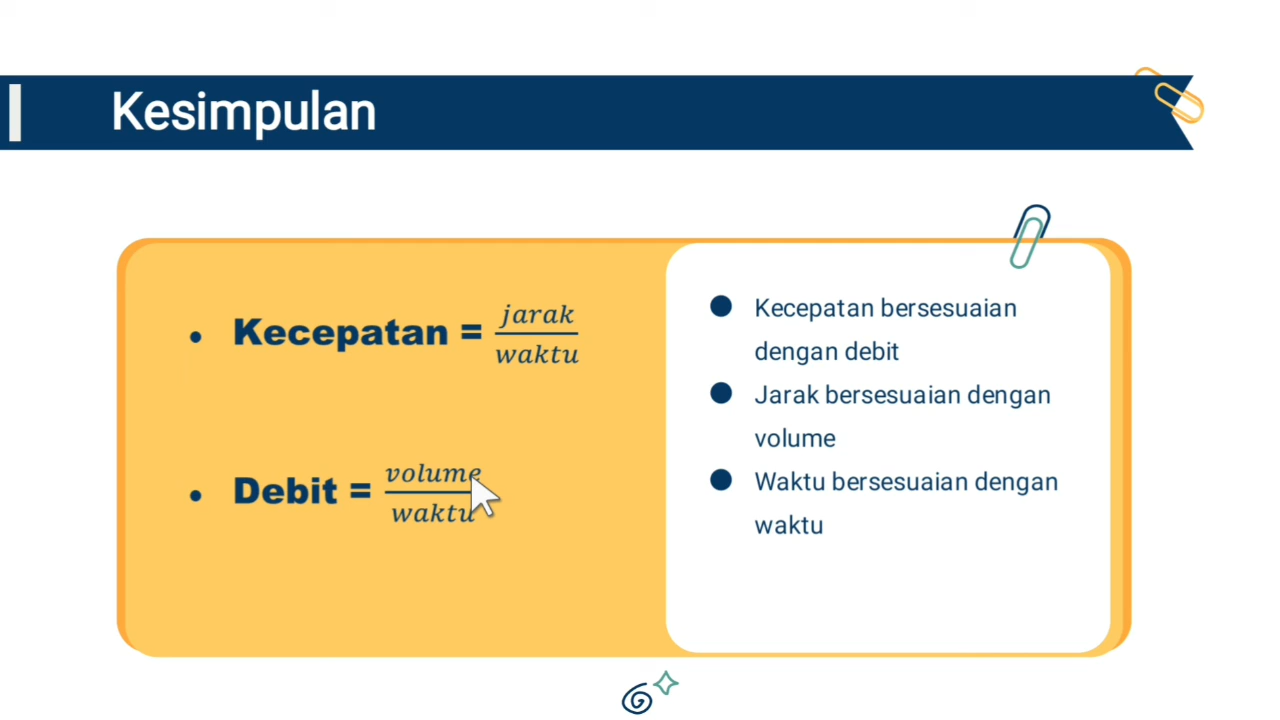 Kesimpulan
• Kecepatan = jarak/waktu
• Debit = volume/waktu
● Kecepatan bersesuaian
dengan debit
● Jarak bersesuaian dengan
volume
● Waktu bersesuaian dengan
waktu